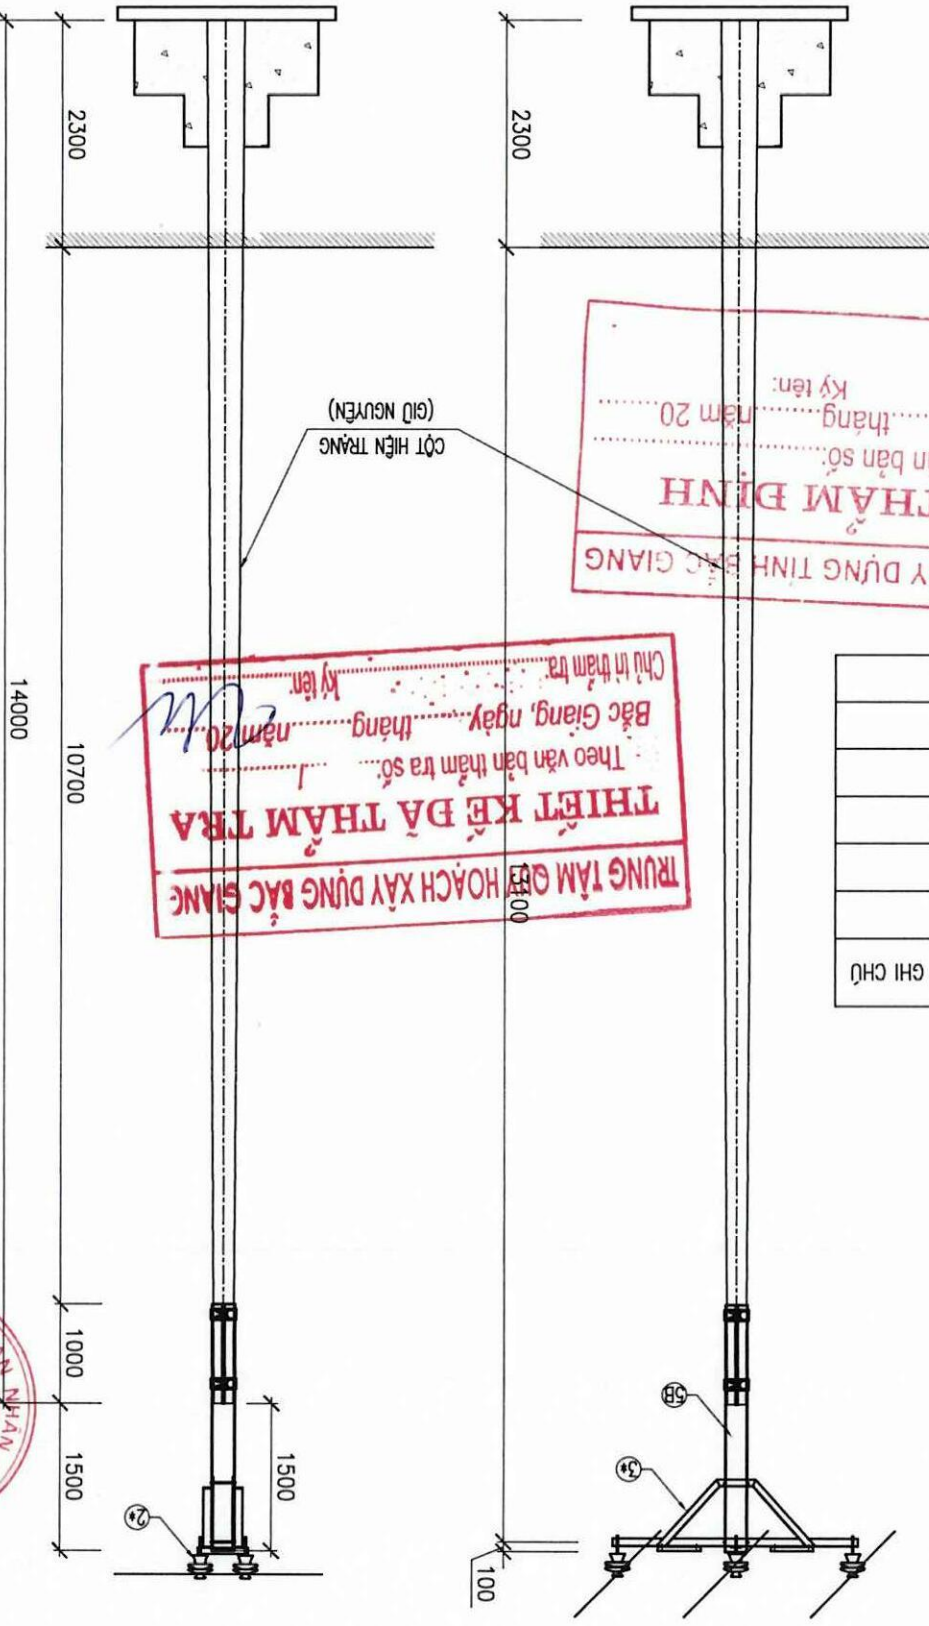 2300
2300
Ký tên:
tháng........năm 20
bản số:
THẨM ĐỊNH
DỰNG TỈNH BẮC GIANG
CỘT HIỆN TRẠNG
(GIỮ NGUYÊN)
TRUNG TÂM QUY HOẠCH XÂY DỰNG BẮC GIANG
THIẾT KẾ ĐÃ THẨM TRA
Theo văn bản thẩm tra số:
Bắc Giang, ngày........tháng........năm 20
Chủ trì thẩm tra:........ký tên:
GHI CHÚ
14000
10700
13100
1000
1500
1500
100
5B
3*
2*
NHÂN